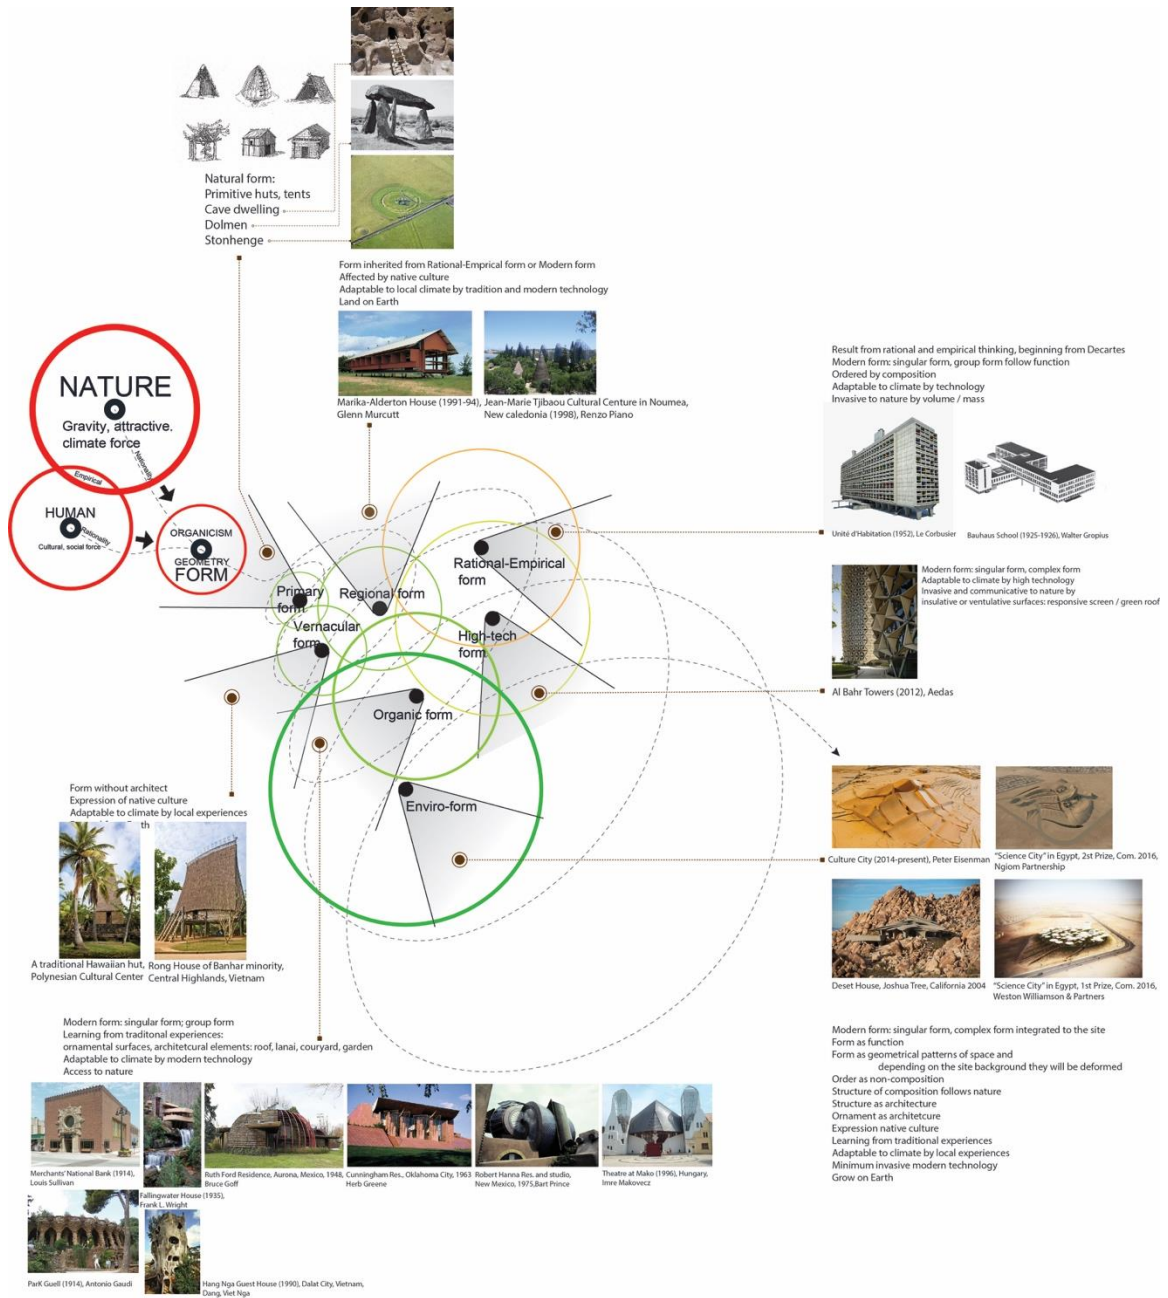 Natural form:
Primitive huts, tents
Cave dwelling
Dolmen
Stonhenge
Form inherited from Rational-Emprical form or Modern form
Affected by native culture
Adaptable to local climate by tradition and modern technology
Land on Earth
Marika-Alderton House (1991-94),
Glenn Murcutt
Jean-Marie Tjibaou Cultural Centure in Noumea,
New caledonia (1998), Renzo Piano
Result from rational and empirical thinking, beginning from Decartes
Modern form: singular form, group form follow function
Ordered by composition
Adaptable to climate by technology
Invasive to nature by volume / mass
Unité d'Habitation (1952), Le Corbusier
Bauhaus School (1925-1926), Walter Gropius
NATURE
Gravity, attractive.
climate force
Nationality
Empirical
HUMAN
Cultural, social force
Rationality
ORGANICISM
GEOMETRY
FORM
Primary
form
Regional form
Rational-Empirical
form
Vernacular
form
High-tech
form
Organic form
Enviro-form
Modern form: singular form, complex form
Adaptable to climate by high technology
Invasive and communicative to nature by
insulative or ventulative surfaces: responsive screen / green roof
Al Bahr Towers (2012), Aedas
Form without architect
Expression of native culture
Adaptable to climate by local experiences
A traditional Hawaiian hut,
Polynesian Cultural Center
Rong House of Banhar minority,
Central Highlands, Vietnam
Culture City (2014-present), Peter Eisenman
"Science City" in Egypt, 2st Prize, Com. 2016,
Ngiom Partnership
Deset House, Joshua Tree, California 2004
"Science City" in Egypt, 1st Prize, Com. 2016,
Weston Williamson & Partners
Modern form: singular form; group form
Learning from traditonal experiences:
ornamental surfaces, architetcural elements: roof, lanai, couryard, garden
Adaptable to climate by modern technology
Access to nature
Merchants' National Bank (1914),
Louis Sullivan
Fallingwater House (1935),
Frank L. Wright
Ruth Ford Residence, Aurona, Mexico, 1948,
Bruce Goff
Cunningham Res., Oklahoma City, 1963
Herb Greene
Robert Hanna Res. and studio,
New Mexico, 1975,Bart Prince
Theatre at Mako (1996), Hungary,
Imre Makovecz
ParK Guell (1914), Antonio Gaudi
Hang Nga Guest House (1990), Dalat City, Vietnam,
Dang, Viet Nga
Modern form: singular form, complex form integrated to the site
Form as function
Form as geometrical patterns of space and
depending on the site background they will be deformed
Order as non-composition
Structure of composition follows nature
Structure as architecture
Ornament as architetcure
Expression native culture
Learning from traditional experiences
Adaptable to climate by local experiences
Minimum invasive modern technology
Grow on Earth